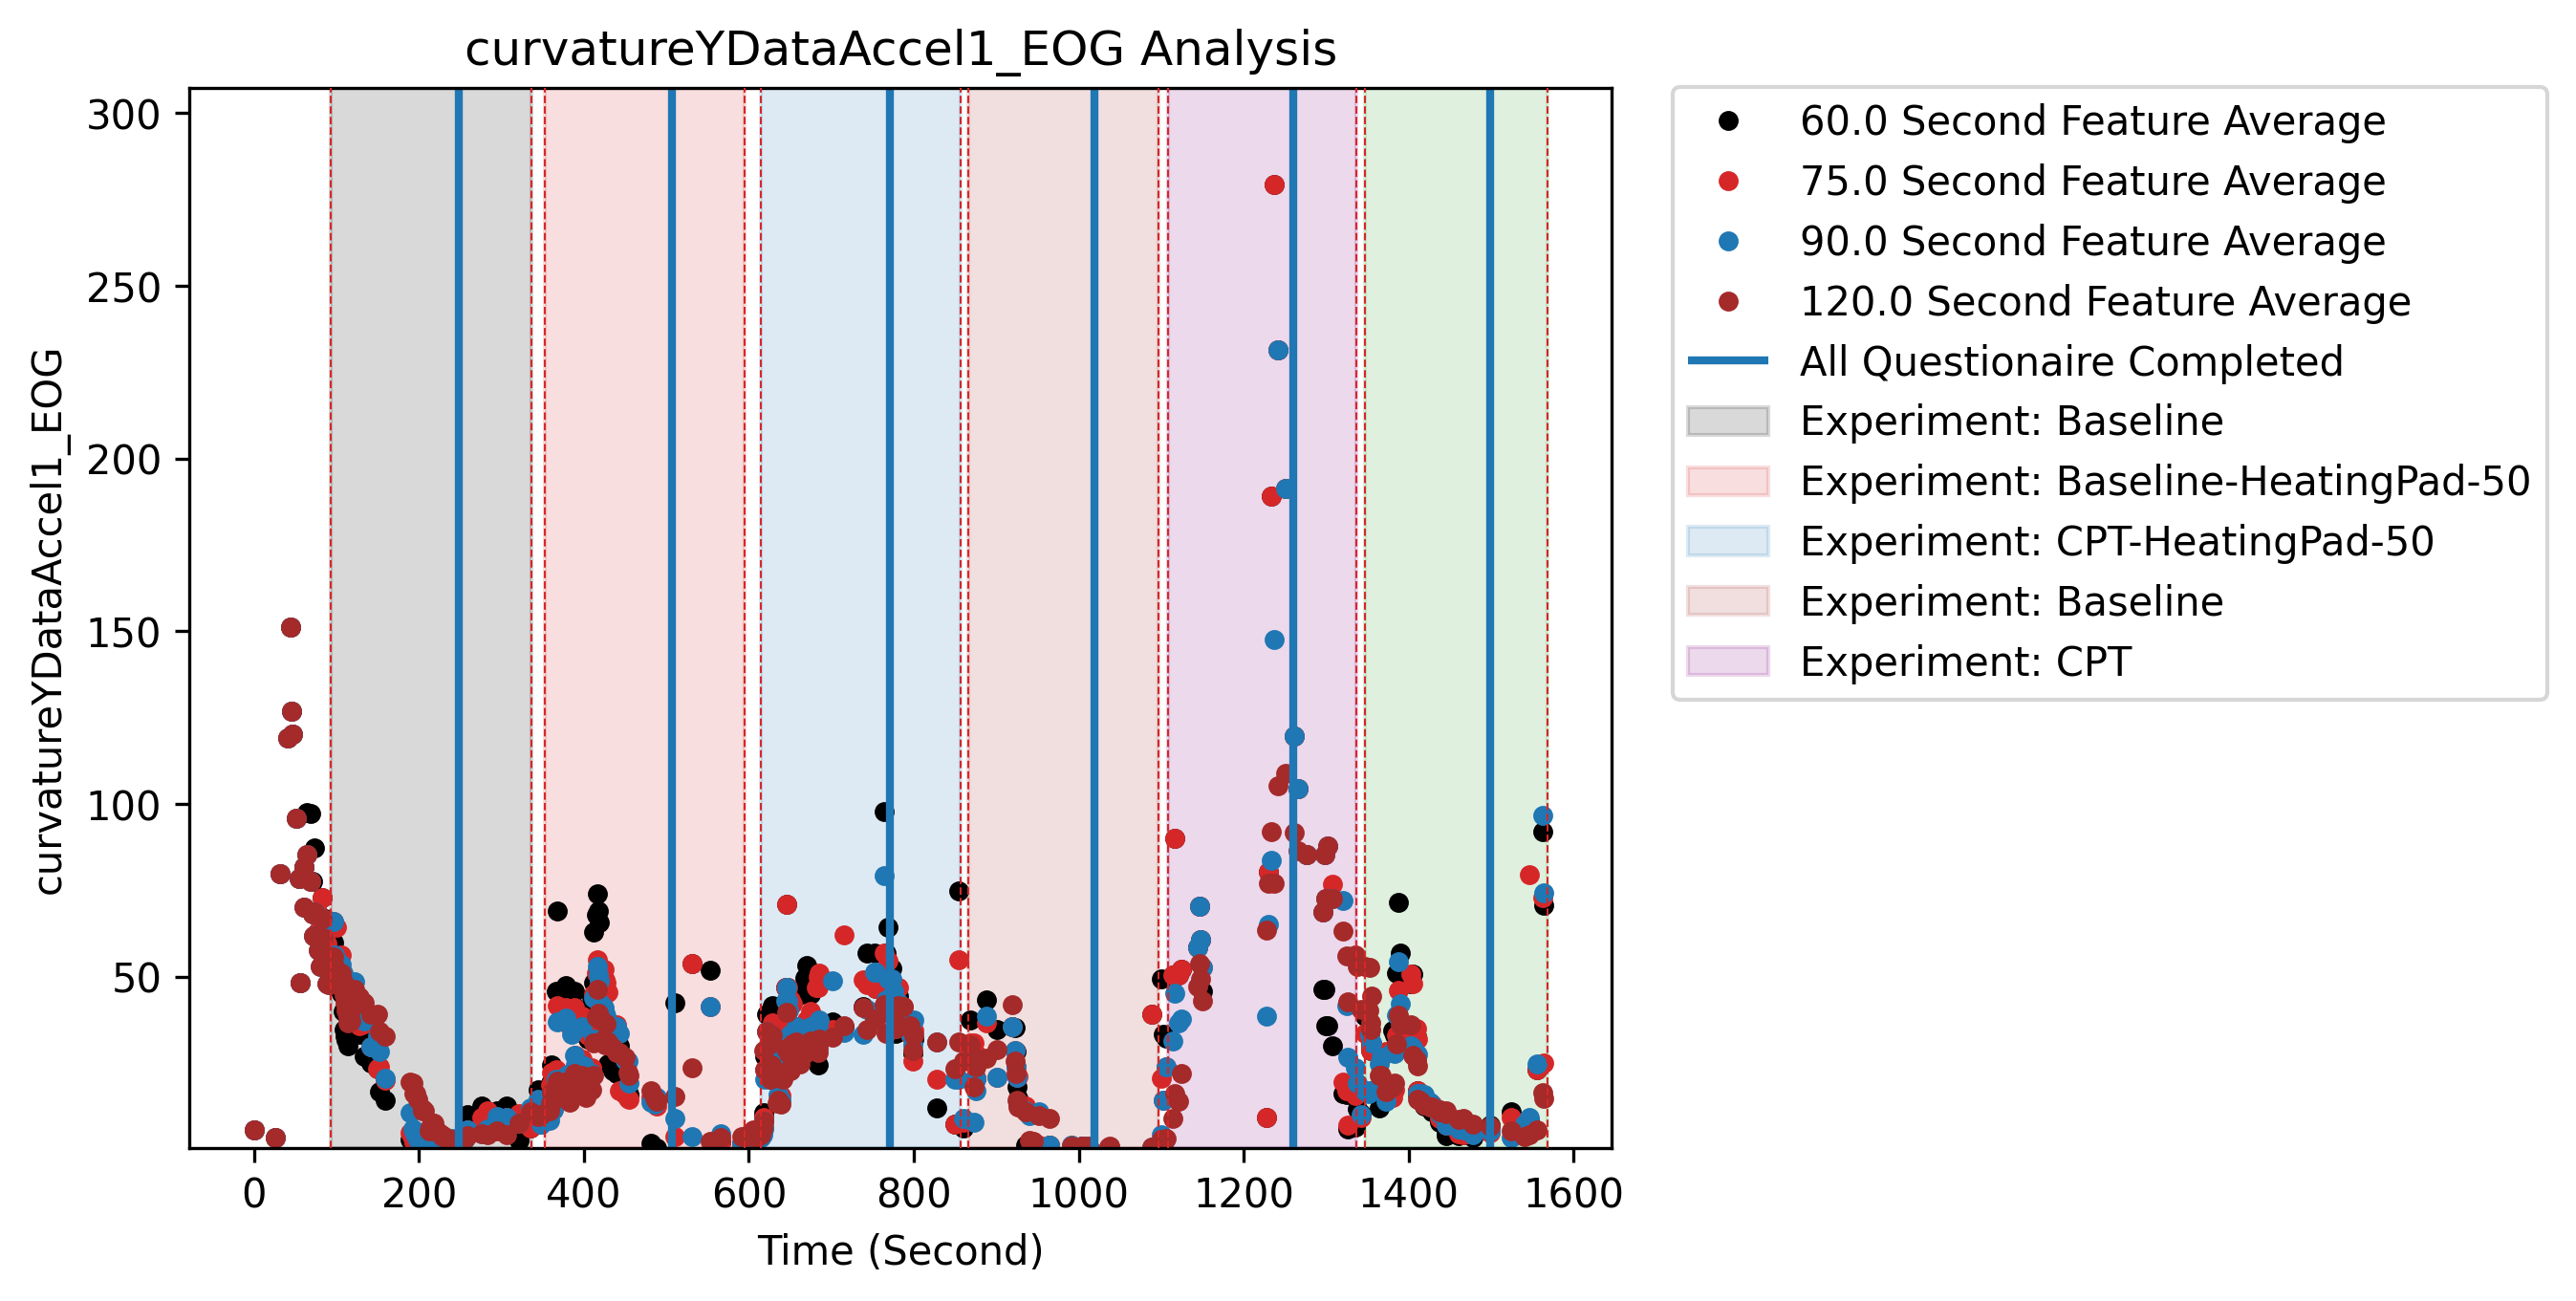 curvatureYDataAccel1_EOG Analysis
300
250
200
150
100
50
curvatureYDataAccel1_EOG
0 200 400 600 800 1000 1200 1400 1600
Time (Second)
60.0 Second Feature Average
75.0 Second Feature Average
90.0 Second Feature Average
120.0 Second Feature Average
All Questionaire Completed
Experiment: Baseline
Experiment: Baseline-HeatingPad-50
Experiment: CPT-HeatingPad-50
Experiment: Baseline
Experiment: CPT